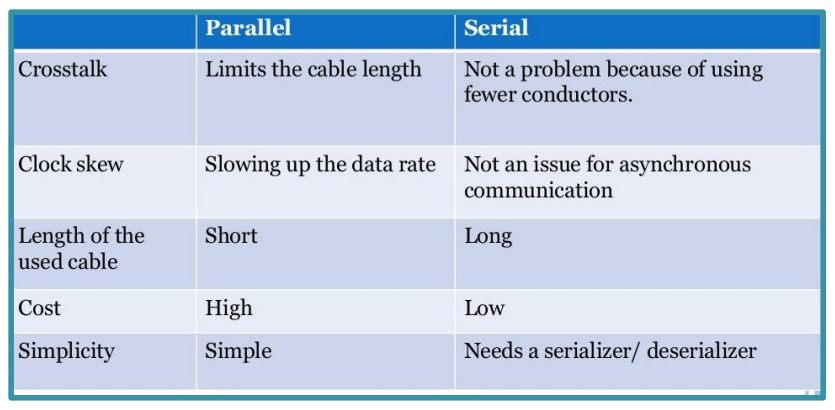 Parallel Serial
Crosstalk Limits the cable length Not a problem because of using
fewer conductors.
Clock skew Slowing up the data rate Not an issue for asynchronous
communication
Length of the Short Long
used cable
Cost High Low
Simplicity Simple Needs a serializer/ deserializer